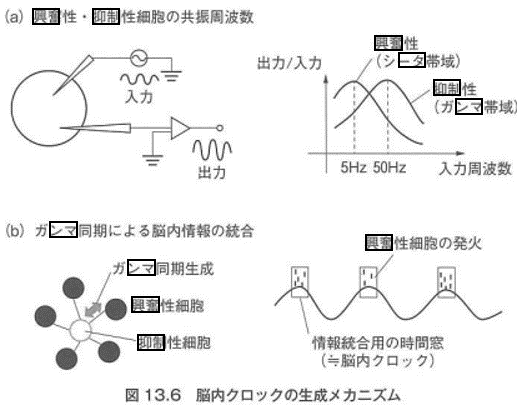 (a) 興奮性・抑制性細胞の共振周波数
入力
出力
出力/入力
興奮性
(シータ帯域)
抑制性
(ガンマ帯域)
5Hz 50Hz
入力周波数
(b) ガンマ同期による脳内情報の統合
ガンマ同期生成
興奮性細胞
抑制性細胞
興奮性細胞の発火
情報統合用の時間窓
(≒脳内クロック)
図 13.6 脳内クロックの生成メカニズム